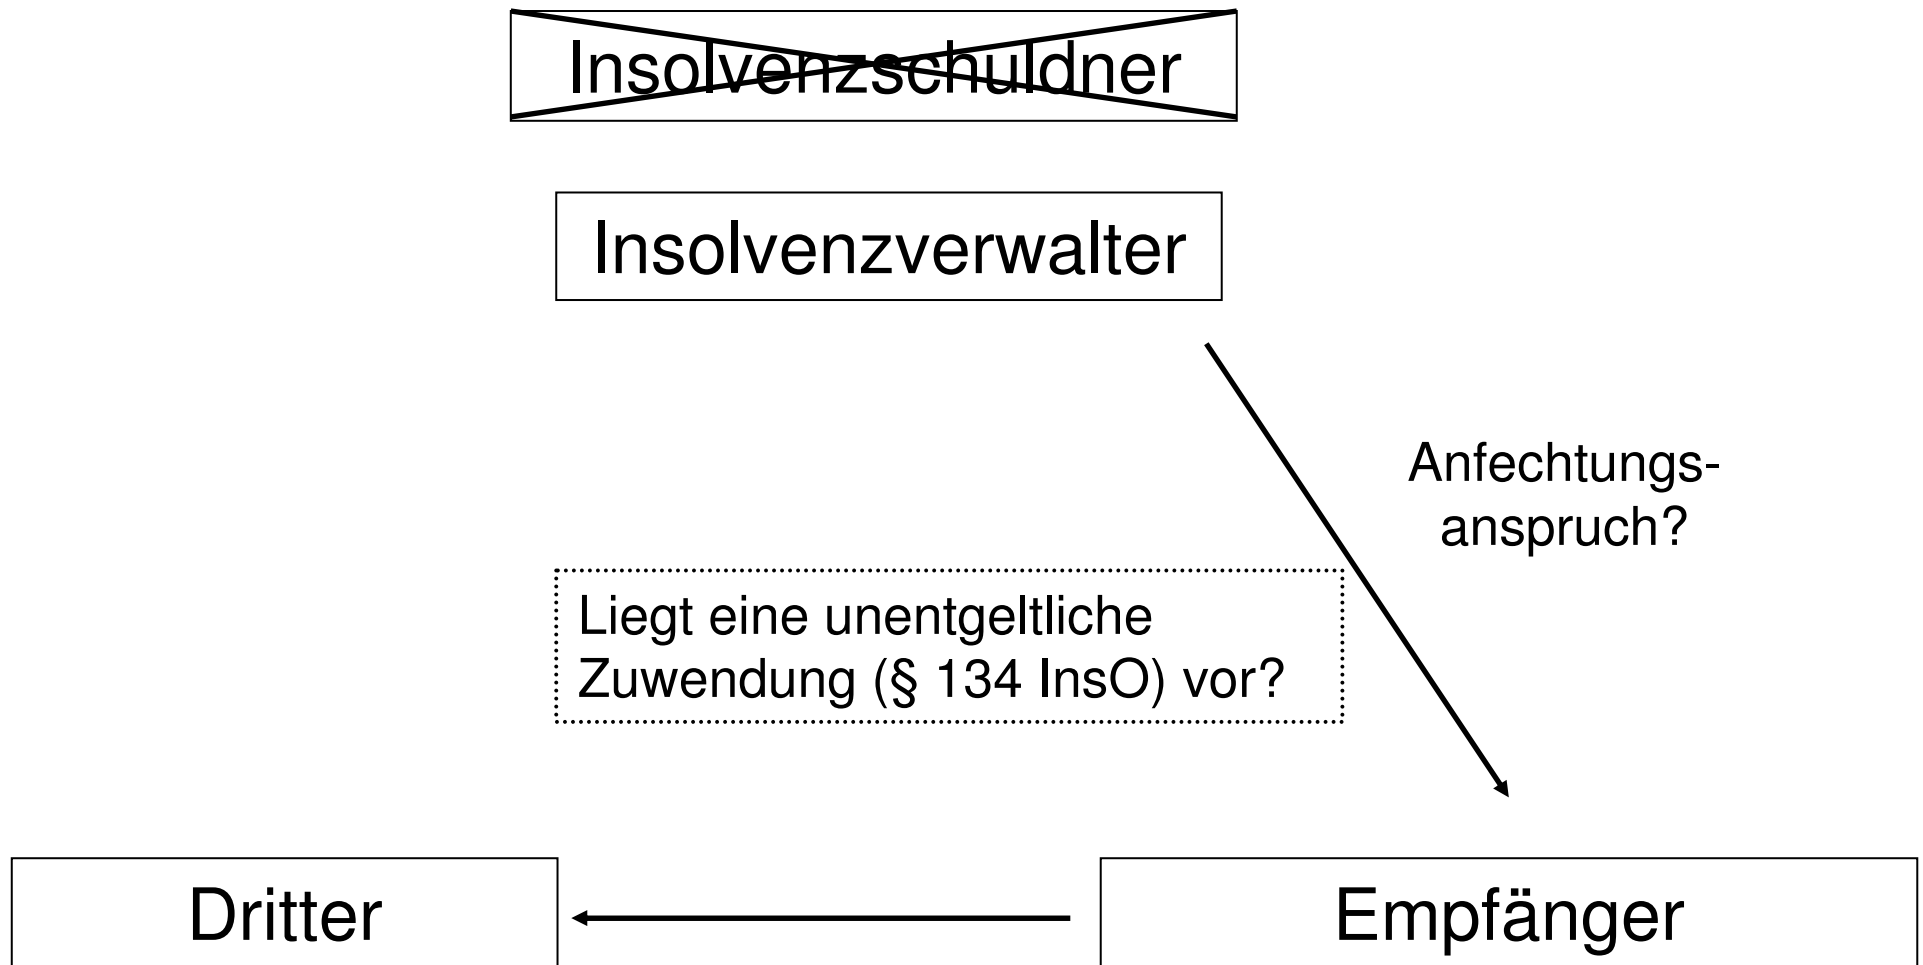 Insolvenzschuldner
Insolvenzverwalter
Anfechtungs-
anspruch?
Liegt eine unentgeltliche
Zuwendung (§ 134 InsO) vor?
Dritter
Empfänger